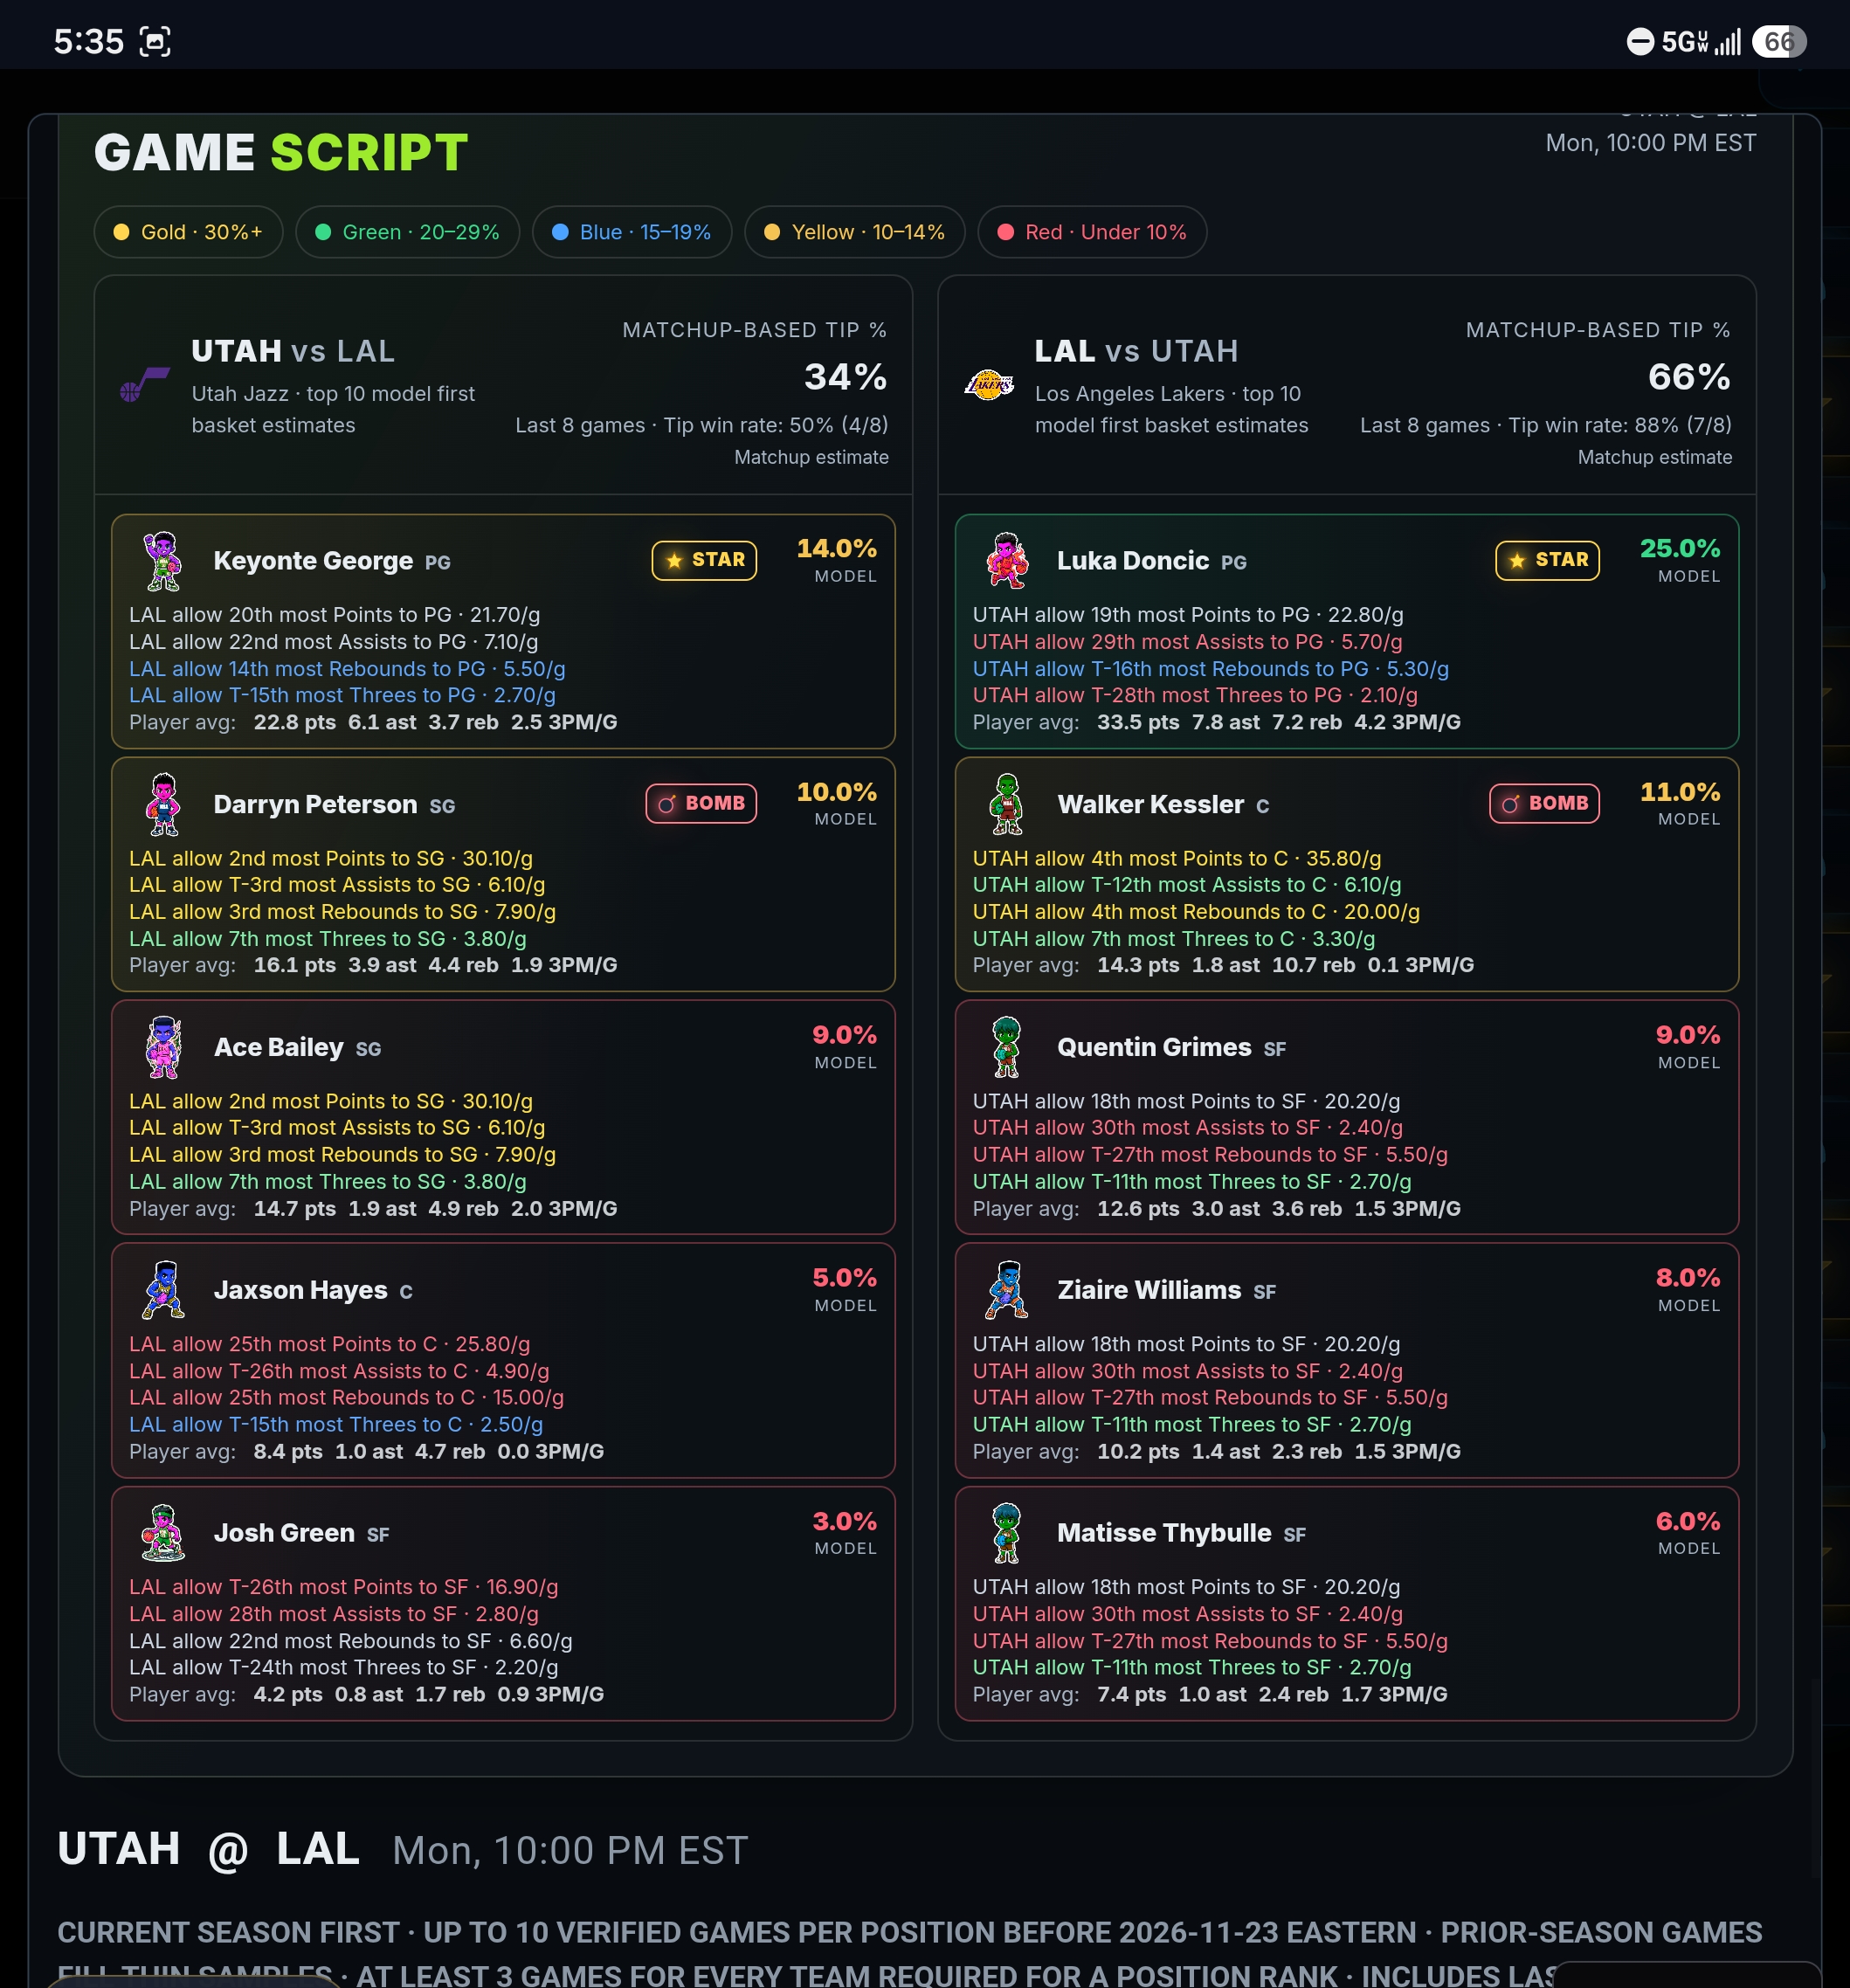 5:35
5G UW
66
Mon, 10:00 PM EST
GAME SCRIPT
Gold · 30%+
Green · 20–29%
Blue · 15–19%
Yellow · 10–14%
Red · Under 10%
UTAH vs LAL
Utah Jazz · top 10 model first
basket estimates
MATCHUP-BASED TIP %
34%
Last 8 games · Tip win rate: 50% (4/8)
Matchup estimate
Keyonte George PG
STAR
14.0%
MODEL
LAL allow 20th most Points to PG · 21.70/g
LAL allow 22nd most Assists to PG · 7.10/g
LAL allow 14th most Rebounds to PG · 5.50/g
LAL allow T-15th most Threes to PG · 2.70/g
Player avg: 22.8 pts 6.1 ast 3.7 reb 2.5 3PM/G
Darryn Peterson SG
BOMB
10.0%
MODEL
LAL allow 2nd most Points to SG · 30.10/g
LAL allow T-3rd most Assists to SG · 6.10/g
LAL allow 3rd most Rebounds to SG · 7.90/g
LAL allow 7th most Threes to SG · 3.80/g
Player avg: 16.1 pts 3.9 ast 4.4 reb 1.9 3PM/G
Ace Bailey SG
9.0%
MODEL
LAL allow 2nd most Points to SG · 30.10/g
LAL allow T-3rd most Assists to SG · 6.10/g
LAL allow 3rd most Rebounds to SG · 7.90/g
LAL allow 7th most Threes to SG · 3.80/g
Player avg: 14.7 pts 1.9 ast 4.9 reb 2.0 3PM/G
Jaxson Hayes C
5.0%
MODEL
LAL allow 25th most Points to C · 25.80/g
LAL allow T-26th most Assists to C · 4.90/g
LAL allow 25th most Rebounds to C · 15.00/g
LAL allow T-15th most Threes to C · 2.50/g
Player avg: 8.4 pts 1.0 ast 4.7 reb 0.0 3PM/G
Josh Green SF
3.0%
MODEL
LAL allow T-26th most Points to SF · 16.90/g
LAL allow 28th most Assists to SF · 2.80/g
LAL allow 22nd most Rebounds to SF · 6.60/g
LAL allow T-24th most Threes to SF · 2.20/g
Player avg: 4.2 pts 0.8 ast 1.7 reb 0.9 3PM/G
LAKERS
LAL vs UTAH
Los Angeles Lakers · top 10
model first basket estimates
MATCHUP-BASED TIP %
66%
Last 8 games · Tip win rate: 88% (7/8)
Matchup estimate
Luka Doncic PG
STAR
25.0%
MODEL
UTAH allow 19th most Points to PG · 22.80/g
UTAH allow 29th most Assists to PG · 5.70/g
UTAH allow T-16th most Rebounds to PG · 5.30/g
UTAH allow T-28th most Threes to PG · 2.10/g
Player avg: 33.5 pts 7.8 ast 7.2 reb 4.2 3PM/G
Walker Kessler C
BOMB
11.0%
MODEL
UTAH allow 4th most Points to C · 35.80/g
UTAH allow T-12th most Assists to C · 6.10/g
UTAH allow 4th most Rebounds to C · 20.00/g
UTAH allow 7th most Threes to C · 3.30/g
Player avg: 14.3 pts 1.8 ast 10.7 reb 0.1 3PM/G
Quentin Grimes SF
9.0%
MODEL
UTAH allow 18th most Points to SF · 20.20/g
UTAH allow 30th most Assists to SF · 2.40/g
UTAH allow T-27th most Rebounds to SF · 5.50/g
UTAH allow T-11th most Threes to SF · 2.70/g
Player avg: 12.6 pts 3.0 ast 3.6 reb 1.5 3PM/G
Ziaire Williams SF
8.0%
MODEL
UTAH allow 18th most Points to SF · 20.20/g
UTAH allow 30th most Assists to SF · 2.40/g
UTAH allow T-27th most Rebounds to SF · 5.50/g
UTAH allow T-11th most Threes to SF · 2.70/g
Player avg: 10.2 pts 1.4 ast 2.3 reb 1.5 3PM/G
Matisse Thybulle SF
6.0%
MODEL
UTAH allow 18th most Points to SF · 20.20/g
UTAH allow 30th most Assists to SF · 2.40/g
UTAH allow T-27th most Rebounds to SF · 5.50/g
UTAH allow T-11th most Threes to SF · 2.70/g
Player avg: 7.4 pts 1.0 ast 2.4 reb 1.7 3PM/G
UTAH @ LAL Mon, 10:00 PM EST
CURRENT SEASON FIRST · UP TO 10 VERIFIED GAMES PER POSITION BEFORE 2026-11-23 EASTERN · PRIOR-SEASON GAMES
FILL THIN SAMPLES · AT LEAST 3 GAMES FOR EVERY TEAM REQUIRED FOR A POSITION RANK · INCLUDES